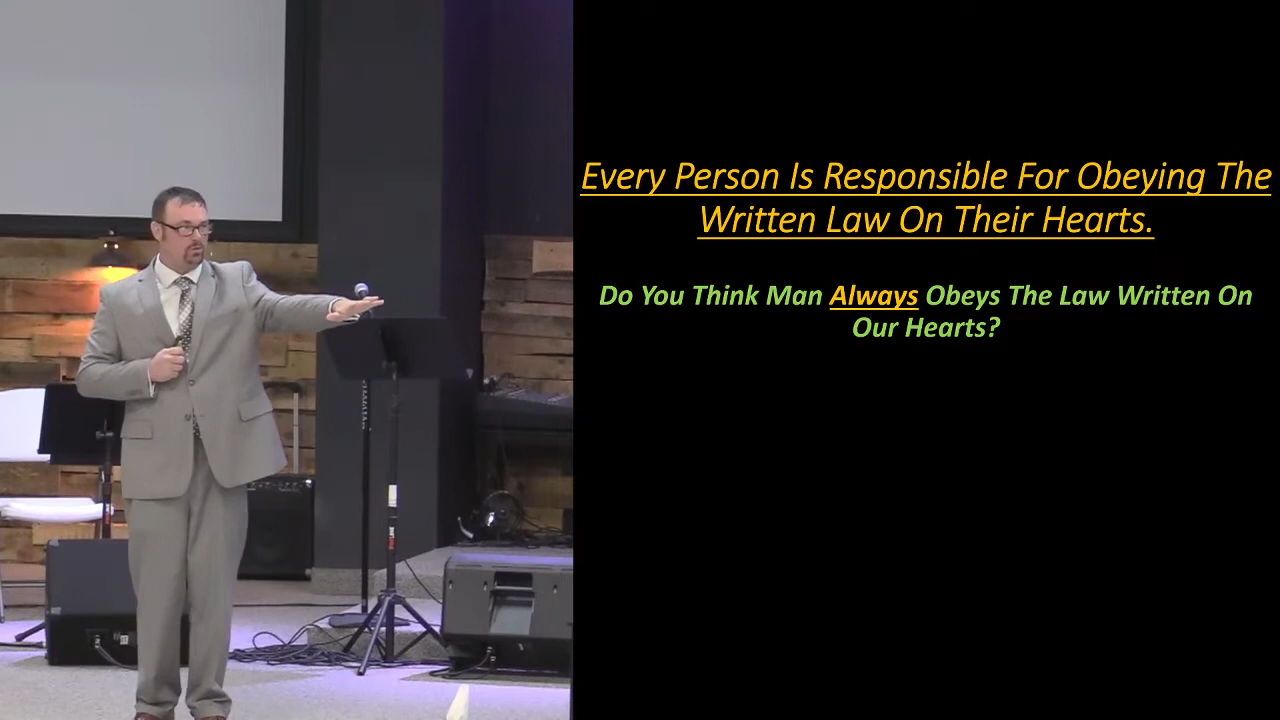 Every Person Is Responsible For Obeying The
Written Law On Their Hearts.
Do You Think Man Always Obeys The Law Written On
Our Hearts?